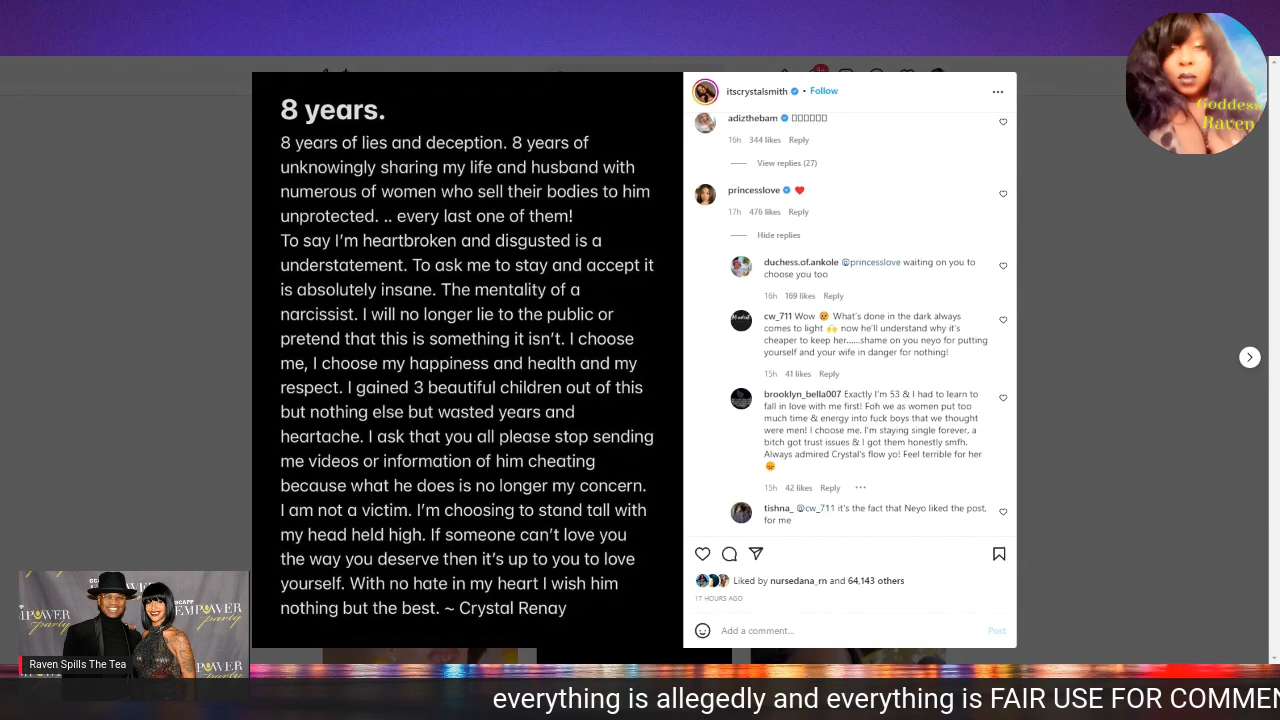 8 years.
8 years of lies and deception. 8 years of
unknowingly sharing my life and husband with
numerous of women who sell their bodies to him
unprotected. .. every last one of them!
To say I'm heartbroken and disgusted is a
understatement. To ask me to stay and accept it
is absolutely insane. The mentality of a
narcissist. I will no longer lie to the public or
pretend that this is something it isn't. I choose
me, I choose my happiness and health and my
respect. I gained 3 beautiful children out of this
but nothing else but wasted years and
heartache. I ask that you all please stop sending
me videos or information of him cheating
because what he does is no longer my concern.
I am not a victim. I'm choosing to stand tall with
my head held high. If someone can't love you
the way you deserve then it's up to you to love
yourself. With no hate in my heart I wish him
nothing but the best. ~ Crystal Renay
itscrystalsmith • Follow
adizthebam
16h 344 likes Reply
View replies (27)
princesslove ❤️
17h 476 likes Reply
Hide replies
duchess.of.ankole @princesslove waiting on you to
choose you too
16h 169 likes Reply
cw_711 Wow 😢 What's done in the dark always
comes to light 🙌 now he'll understand why it's
cheaper to keep her......shame on you neyo for putting
yourself and your wife in danger for nothing!
15h 41 likes Reply
brooklyn_bella007 Exactly I'm 53 & I had to learn to
fall in love with me first! Foh we as women put too
much time & energy into fuck boys that we thought
were men! I choose me. I'm staying single forever, a
bitch got trust issues & I got them honestly smfh.
Always admired Crystal's flow yo! Feel terrible for her
😞
15h 42 likes Reply •••
tishna_ @cw_711 it's the fact that Neyo liked the post,
for me
Liked by nursedana_rn and 64,143 others
17 HOURS AGO
Add a comment...
Post
Goddess
Raven
EMPOWER
party
Raven Spills The Tea
everything is allegedly and everything is FAIR USE FOR COMMEN